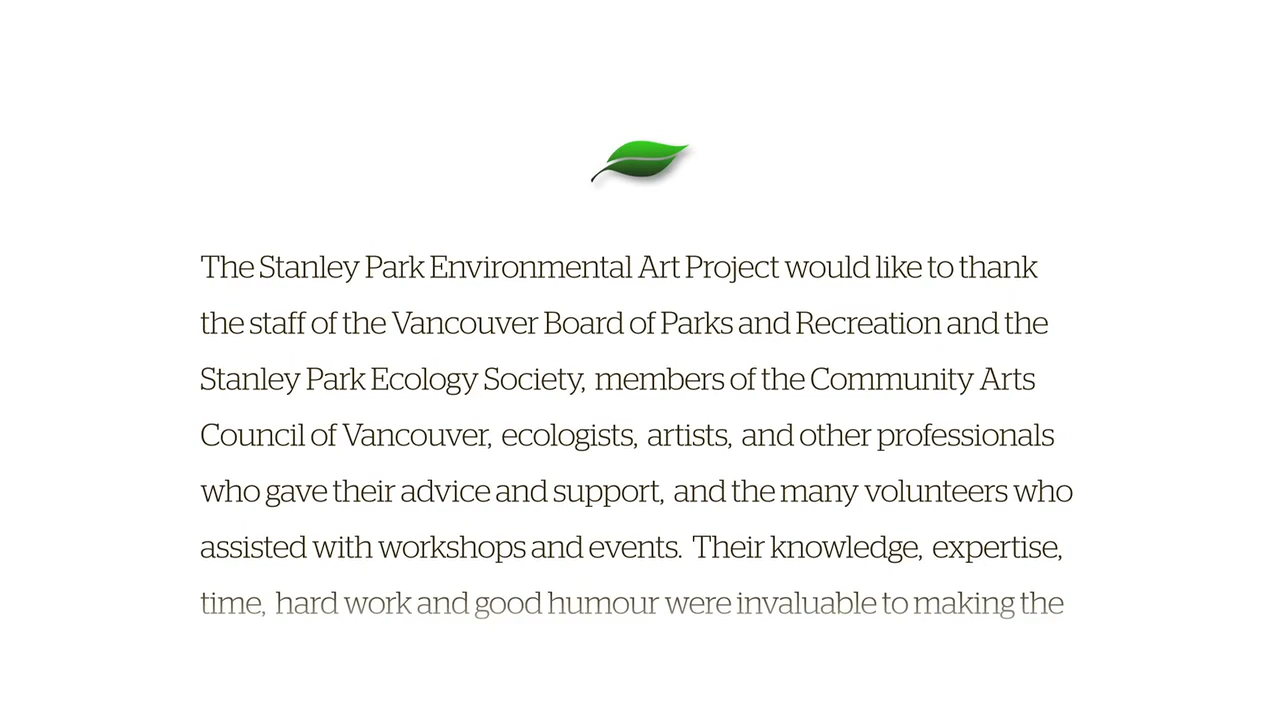 The Stanley Park Environmental Art Project would like to thank
the staff of the Vancouver Board of Parks and Recreation and the
Stanley Park Ecology Society, members of the Community Arts
Council of Vancouver, ecologists, artists, and other professionals
who gave their advice and support, and the many volunteers who
assisted with workshops and events. Their knowledge, expertise,
time, hard work and good humour were invaluable to making the